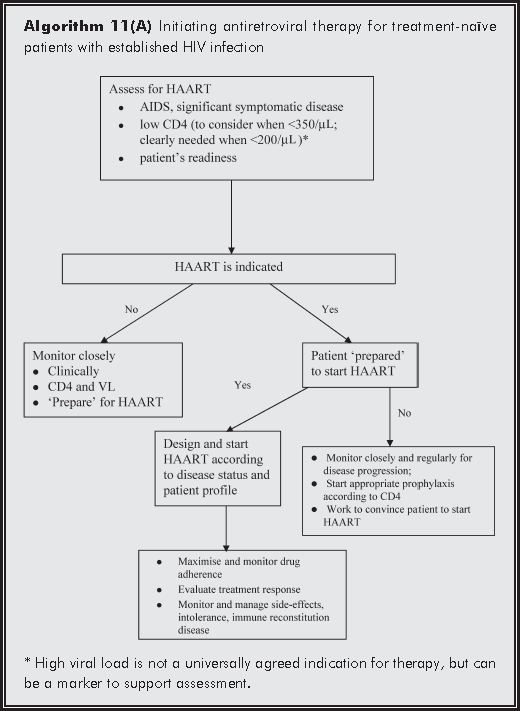 Algorithm 11(A) Initiating antiretroviral therapy for treatment-naïve
patients with established HIV infection
Assess for HAART
• AIDS, significant symptomatic disease
• low CD4 (to consider when <350/µL;
clearly needed when <200/µL)*
• patient's readiness
HAART is indicated
No
Yes
Monitor closely
• Clinically
• CD4 and VL
• 'Prepare' for HAART
Patient 'prepared'
to start HAART
Yes
No
Design and start
HAART according
to disease status and
patient profile
• Monitor closely and regularly for
disease progression;
• Start appropriate prophylaxis
according to CD4
• Work to convince patient to start
HAART
• Maximise and monitor drug
adherence
• Evaluate treatment response
• Monitor and manage side-effects,
intolerance, immune reconstitution
disease
* High viral load is not a universally agreed indication for therapy, but can
be a marker to support assessment.